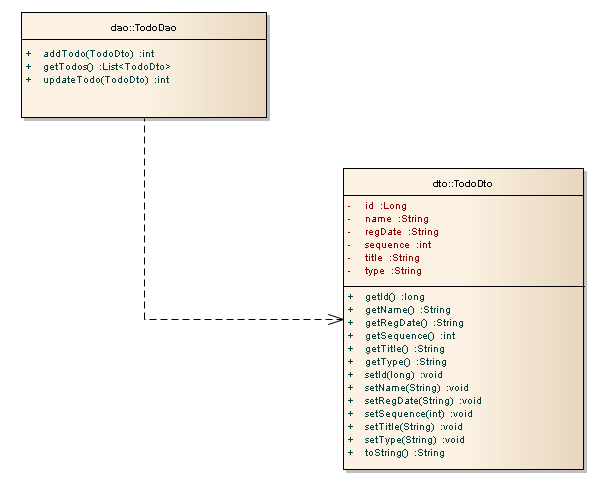 dao::TodoDao
+ addTodo(TodoDto) :int
+ getTodos() :List<TodoDto>
+ updateTodo(TodoDto) :int
dto::TodoDto
- id :Long
- name :String
- regDate :String
- sequence :int
- title :String
- type :String
+ getId() :long
+ getName() :String
+ getRegDate() :String
+ getSequence() :int
+ getTitle() :String
+ getType() :String
+ setId(long) :void
+ setName(String) :void
+ setRegDate(String) :void
+ setSequence(int) :void
+ setTitle(String) :void
+ setType(String) :void
+ toString() :String